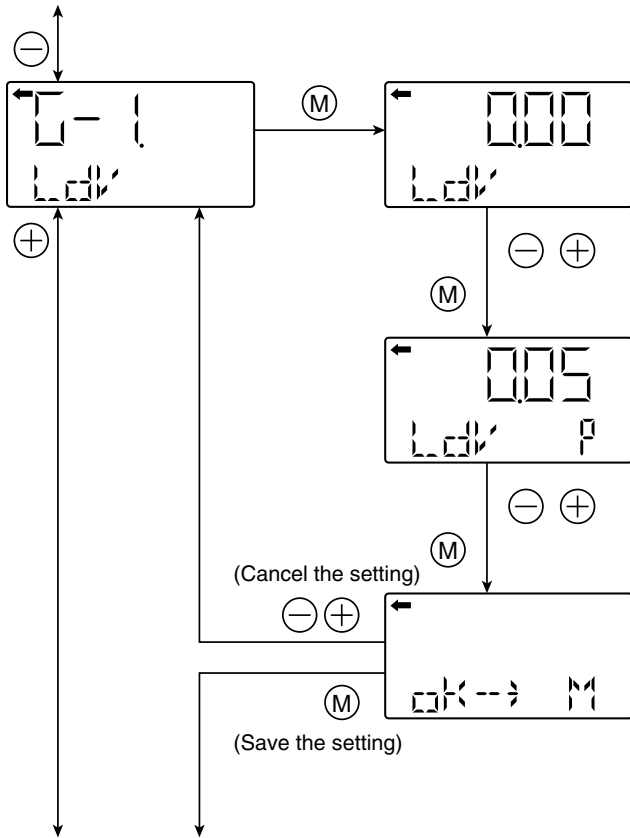 −
G-1.
LdV
M
0.00
LdV
+
− +
M
0.05
LdV P
− +
M
(Cancel the setting)
− +
oK--> M
M
(Save the setting)